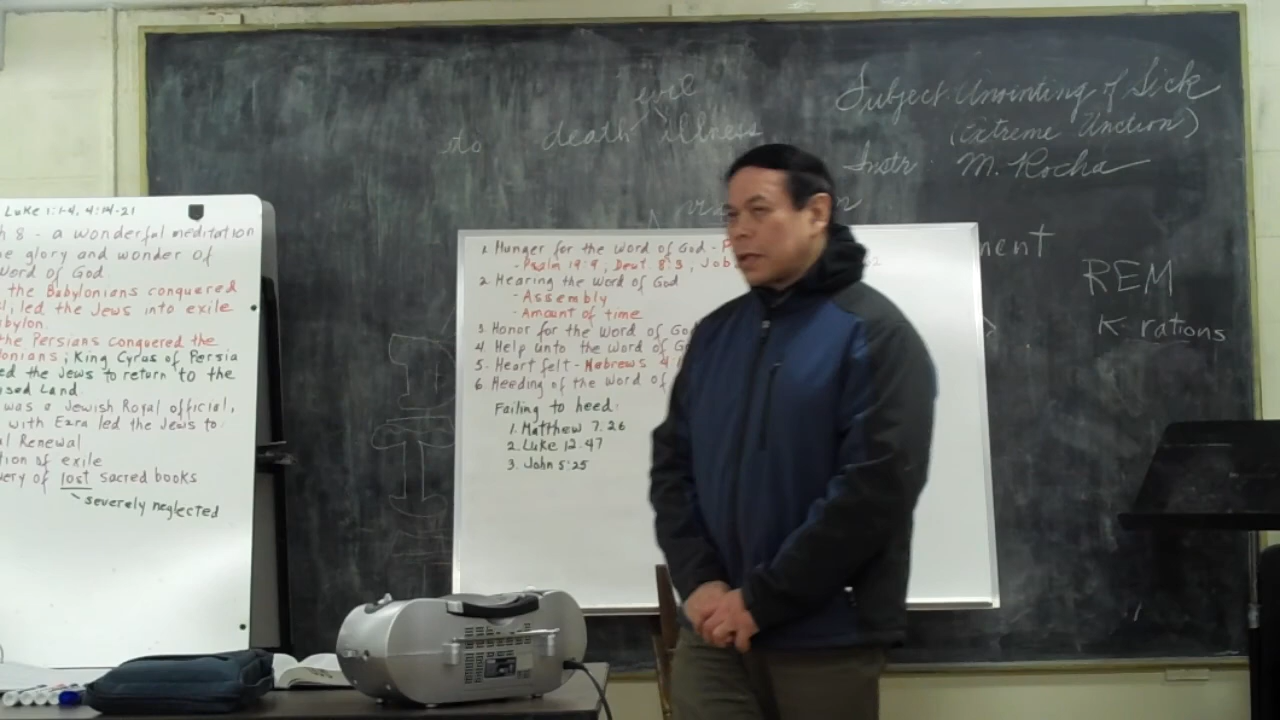 Luke 1:1-4, 4:14-21
h 8 - a wonderful meditation
e glory and wonder of
Word of God.
the Babylonians conquered
l, led the Jews into exile
bylon.
the Persians conquered the
lonians; King Cyrus of Persia
ed the Jews to return to the
ised Land
was a Jewish Royal official,
with Ezra led the Jews to
al Renewal
tion of exile
very of lost sacred books
severely neglected
evil
to death illness
Subject: Anointing of Sick
(Extreme Unction)
Instr: M. Rocha
1. Hunger for the Word of God - P
- Psalm 19:9, Deut. 8:3, Job
2. Hearing the Word of God
- Assembly
- Amount of time
3. Honor for the Word of God
4. Help unto the Word of G
5. Heart felt - Hebrews 4:1
6. Heeding of the Word of
Failing to heed:
1. Matthew 7:26
2. Luke 12:47
3. John 5:25
ment
REM
K rations